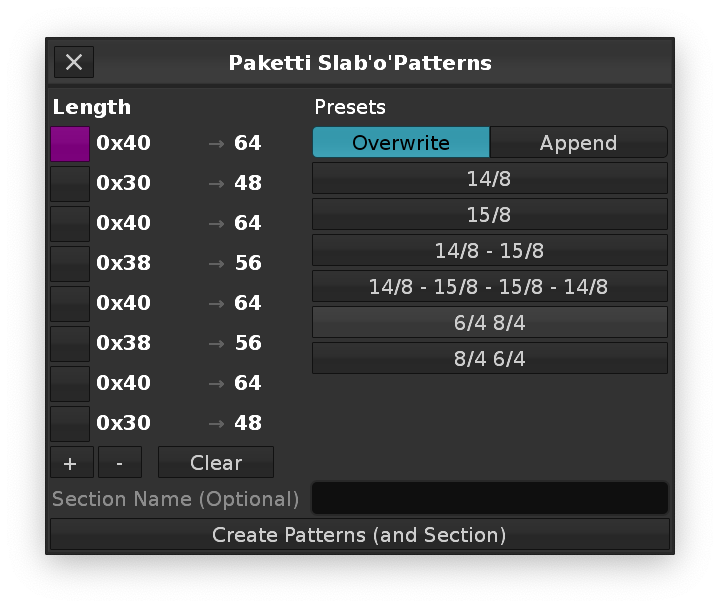 Paketti Slab'o'Patterns
Length
Presets
0x40 → 64
0x30 → 48
0x40 → 64
0x38 → 56
0x40 → 64
0x38 → 56
0x40 → 64
0x30 → 48
Overwrite Append
14/8
15/8
14/8 - 15/8
14/8 - 15/8 - 15/8 - 14/8
6/4 8/4
8/4 6/4
+ - Clear
Section Name (Optional)
Create Patterns (and Section)